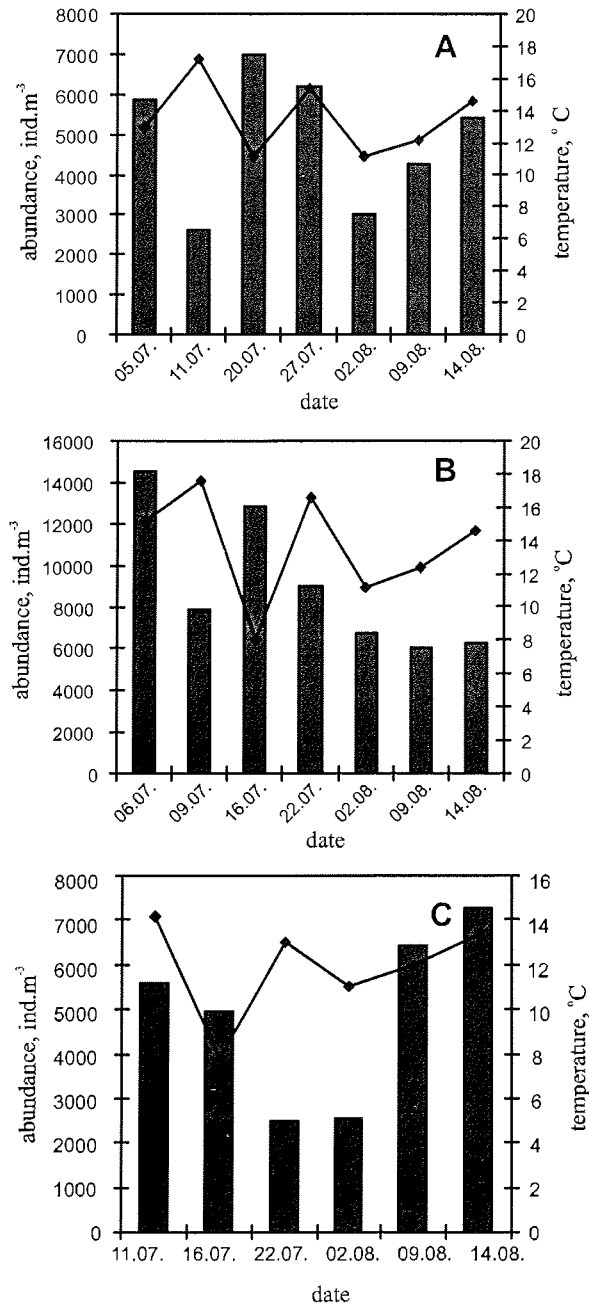 8000 20
7000 18
6000 16
5000 14
4000 12
3000 10
2000 8
1000 6
0 4
2
0
A
abundance, ind.m⁻³
temperature, ° C
05.07. 11.07. 20.07. 27.07. 02.08. 09.08. 14.08.
date
16000 20
14000 18
12000 16
10000 14
8000 12
6000 10
4000 8
2000 6
0 4
2
0
B
abundance, ind.m⁻³
temperature, °C
06.07. 09.07. 16.07. 22.07. 02.08. 09.08. 14.08.
date
8000 16
7000 14
6000 12
5000 10
4000 8
3000 6
2000 4
1000 2
0 0
C
abundance, ind.m⁻³
temperature, °C
11.07. 16.07. 22.07. 02.08. 09.08. 14.08.
date